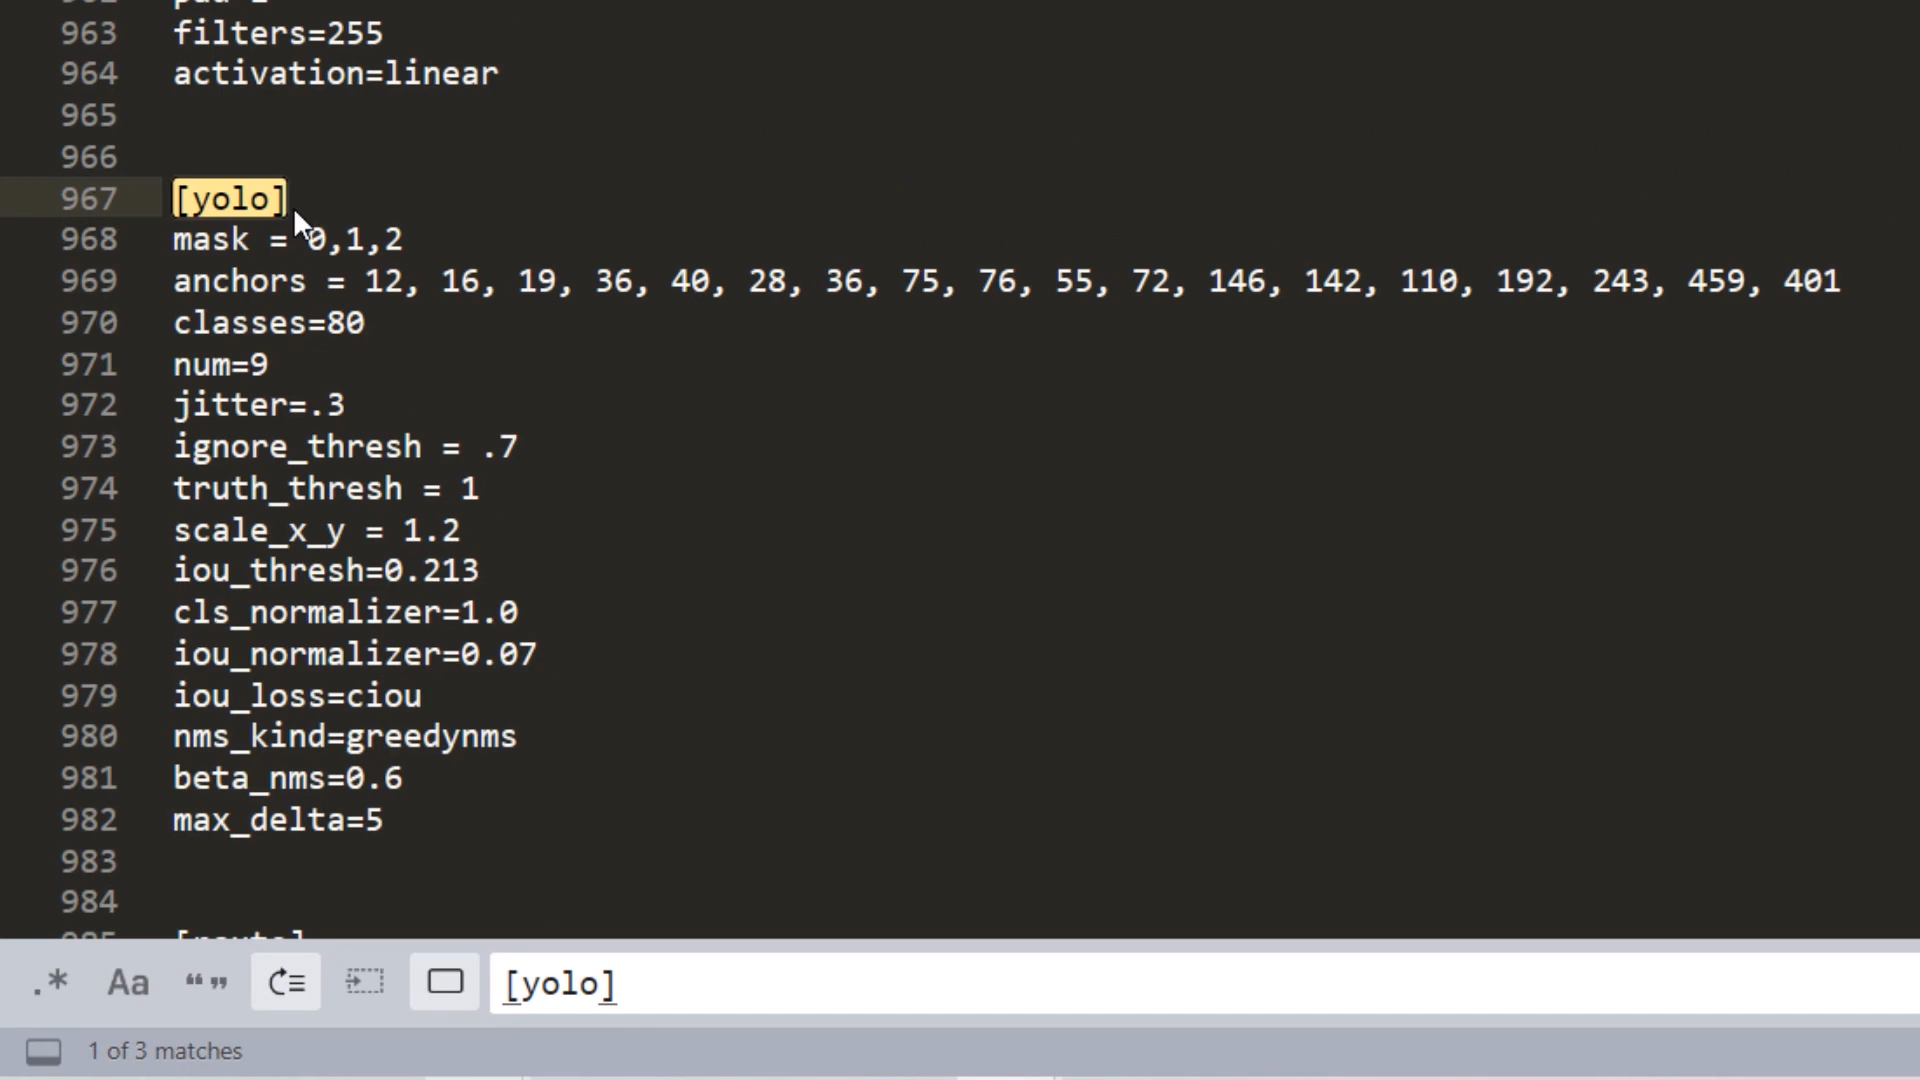 963 filters=255
964 activation=linear
965
966
967 [yolo]
968 mask = 0,1,2
969 anchors = 12, 16, 19, 36, 40, 28, 36, 75, 76, 55, 72, 146, 142, 110, 192, 243, 459, 401
970 classes=80
971 num=9
972 jitter=.3
973 ignore_thresh = .7
974 truth_thresh = 1
975 scale_x_y = 1.2
976 iou_thresh=0.213
977 cls_normalizer=1.0
978 iou_normalizer=0.07
979 iou_loss=ciou
980 nms_kind=greedynms
981 beta_nms=0.6
982 max_delta=5
983
984
.* Aa “” [yolo]
1 of 3 matches